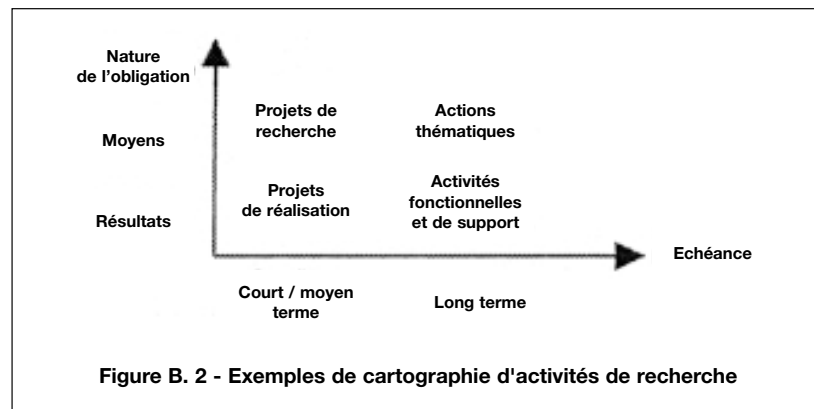 Nature
de l'obligation
Projets de
recherche
Actions
thématiques
Moyens
Projets
de réalisation
Activités
fonctionnelles
et de support
Résultats
Echéance
Court / moyen
terme
Long terme
Figure B. 2 - Exemples de cartographie d'activités de recherche